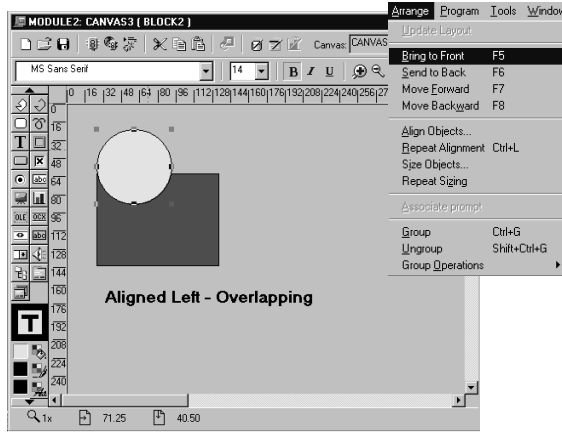 MODULE2: CANVAS3 ( BLOCK2 )
Canvas: CANVAS
MS Sans Serif
14
B I U
0 16 32 48 64 80 96 112 128 144 160 176 192 208 224 240 256 27
0
16
32
48
64
80
96
112
128
144
160
176
192
208
224
240
T
abc
OLE OCX
abc
T
Aligned Left - Overlapping
1x 71.25 40.50
Arrange Program Tools Window
Update Layout
Bring to Front F5
Send to Back F6
Move Forward F7
Move Backward F8
Align Objects...
Repeat Alignment Ctrl+L
Size Objects...
Repeat Sizing
Associate prompt
Group Ctrl+G
Ungroup Shift+Ctrl+G
Group Operations